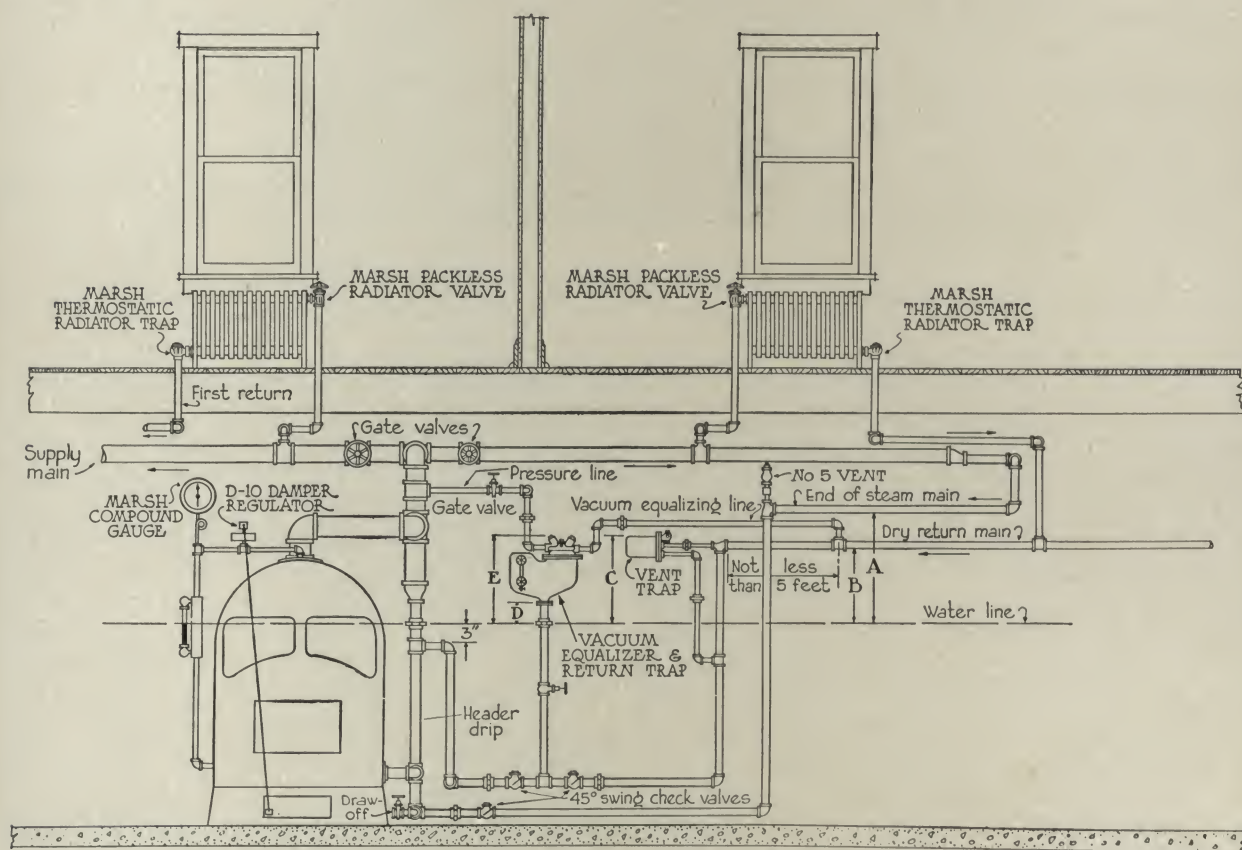 MARSH
THERMOSTATIC
RADIATOR TRAP
MARSH PACKLESS
RADIATOR VALVE
MARSH PACKLESS
RADIATOR VALVE
MARSH
THERMOSTATIC
RADIATOR TRAP
First return
Gate valves
Supply
main
Pressure line
No 5 VENT
MARSH
COMPOUND
GAUGE
D-10 DAMPER
REGULATOR
Gate valve
Vacuum equalizing line
End of steam main
Dry return main
E
C
VENT
TRAP
Not less
than 5 feet
B
A
D
Water line
3"
VACUUM
EQUALIZER &
RETURN TRAP
Header
drip
Draw-
off
45° swing check valves